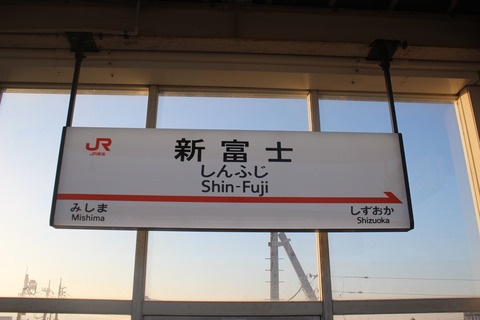 JR
JR東海
新富士
しんふじ
Shin-Fuji
みしま
Mishima
しずおか
Shizuoka